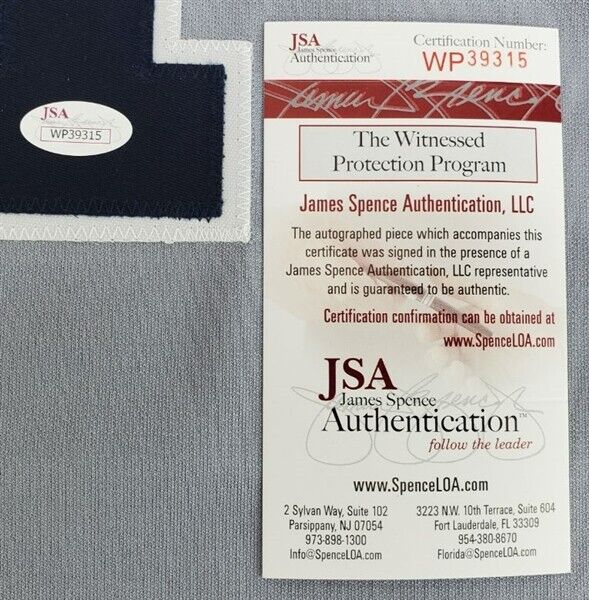 JSA
WP39315
JSA
James Spence
Authentication
Certification Number:
WP39315
The Witnessed
Protection Program
James Spence Authentication, LLC
The autographed piece which accompanies this
certificate was signed in the presence of a
James Spence Authentication, LLC representative
and is guaranteed to be authentic.
Certification confirmation can be obtained at
www.SpenceLOA.com
JSA
James Spence
Authentication™
follow the leader
www.SpenceLOA.com
2 Sylvan Way, Suite 102
Parsippany, NJ 07054
973-898-1300
Info@SpenceLOA.com
3223 N.W. 10th Terrace, Suite 604
Fort Lauderdale, FL 33309
954-380-8670
Florida@SpenceLOA.com